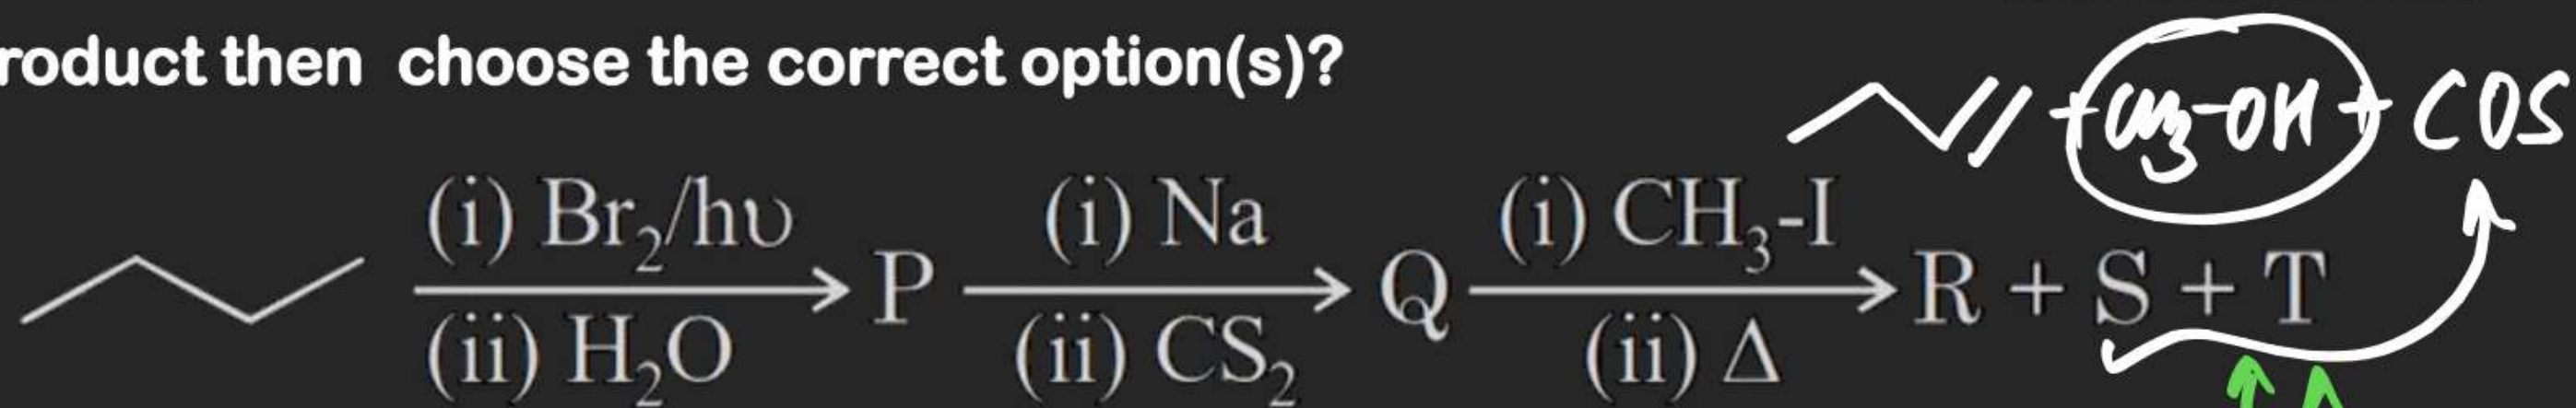 roduct then choose the correct option(s)?
+ CH₃-OH + COS
(i) Br₂/hυ (i) Na (i) CH₃-I
P Q R + S + T
(ii) H₂O (ii) CS₂ (ii) Δ